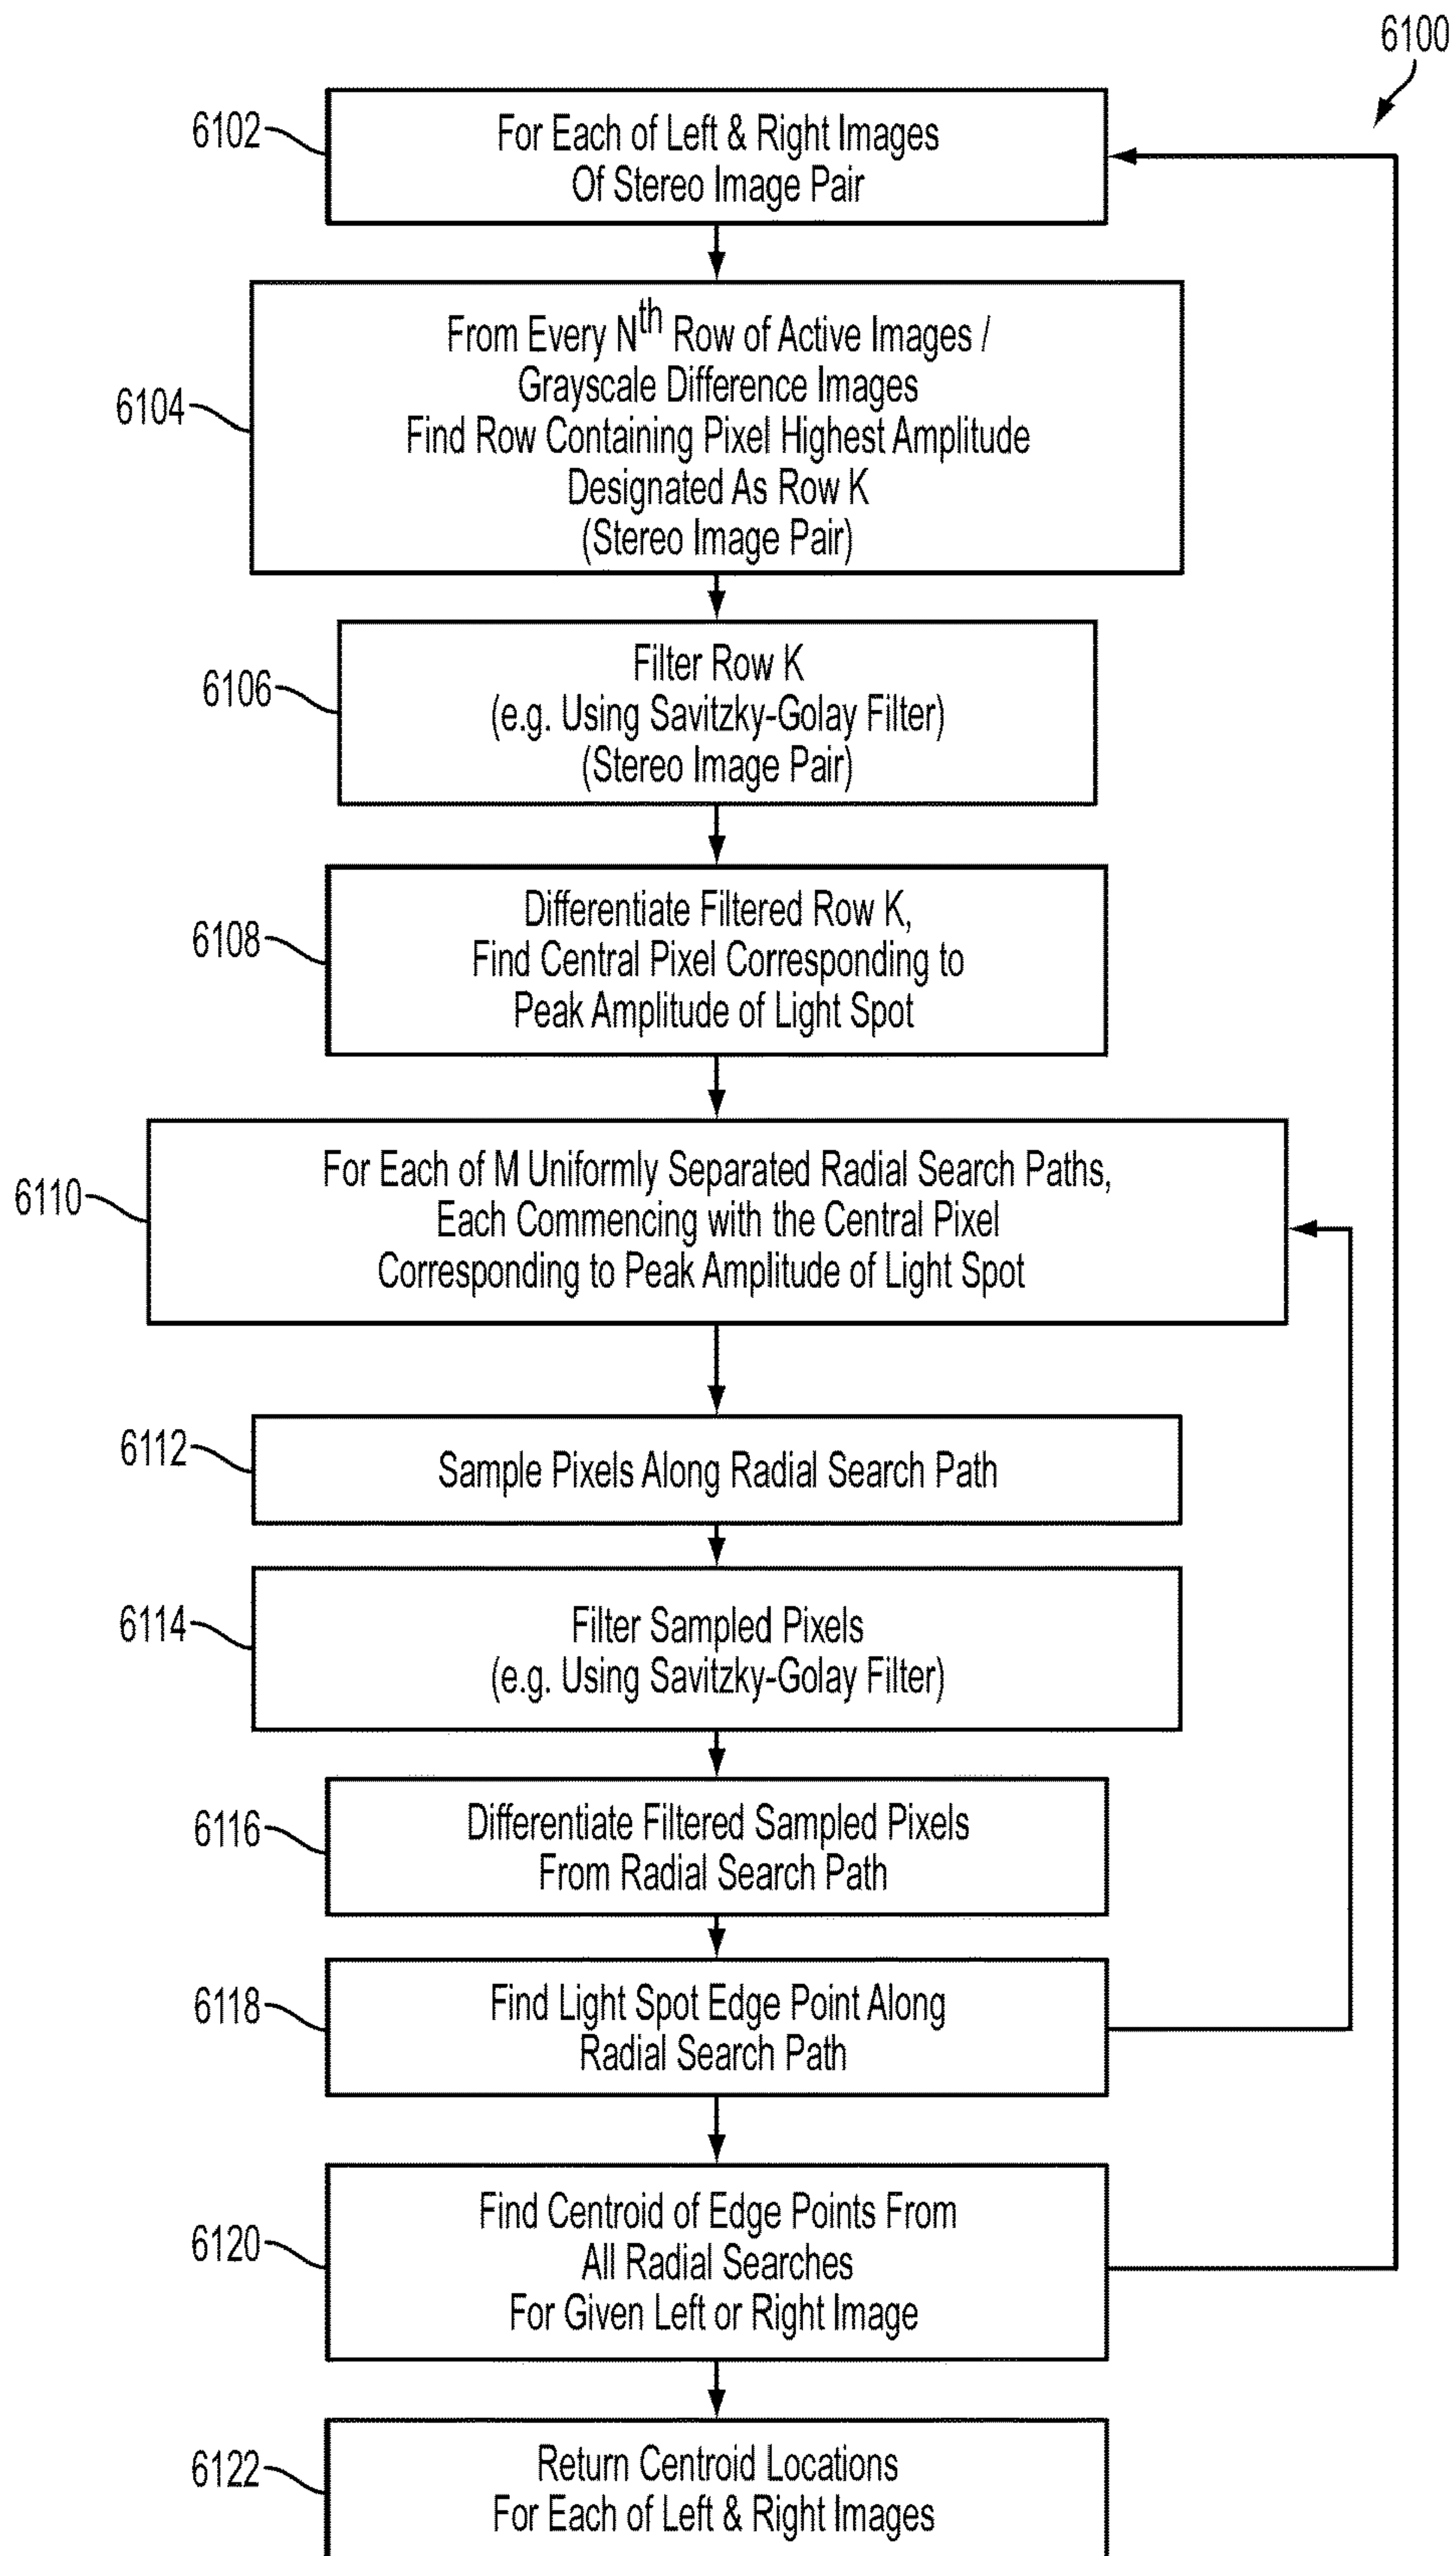 6100
6102
For Each of Left & Right Images
Of Stereo Image Pair
6104
From Every Nth Row of Active Images /
Grayscale Difference Images
Find Row Containing Pixel Highest Amplitude
Designated As Row K
(Stereo Image Pair)
6106
Filter Row K
(e.g. Using Savitzky-Golay Filter)
(Stereo Image Pair)
6108
Differentiate Filtered Row K,
Find Central Pixel Corresponding to
Peak Amplitude of Light Spot
6110
For Each of M Uniformly Separated Radial Search Paths,
Each Commencing with the Central Pixel
Corresponding to Peak Amplitude of Light Spot
6112
Sample Pixels Along Radial Search Path
6114
Filter Sampled Pixels
(e.g. Using Savitzky-Golay Filter)
6116
Differentiate Filtered Sampled Pixels
From Radial Search Path
6118
Find Light Spot Edge Point Along
Radial Search Path
6120
Find Centroid of Edge Points From
All Radial Searches
For Given Left or Right Image
6122
Return Centroid Locations
For Each of Left & Right Images